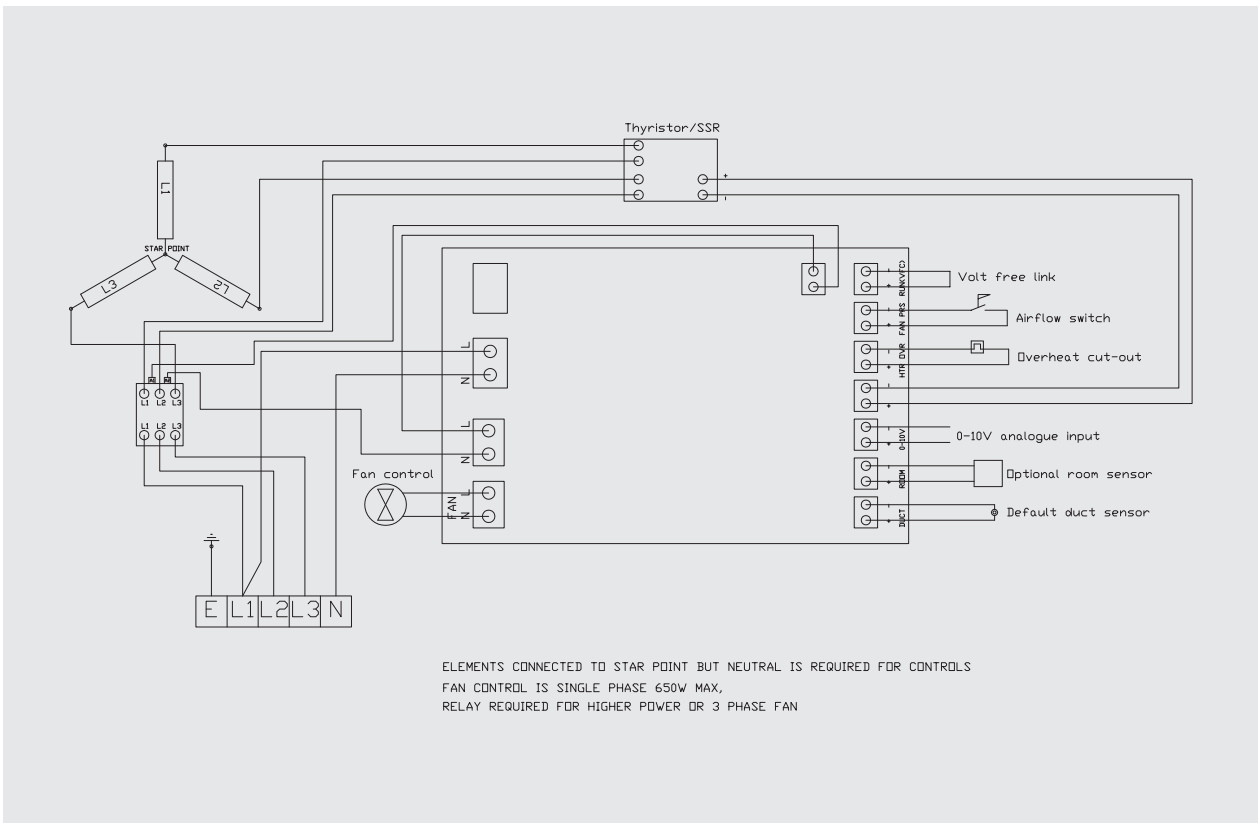 Thyristor/SSR
+
-
L1
STAR POINT
L3
L2
- RUN(VFC)
+
Volt free link
- FAN PRS
+
Airflow switch
- HTR OVR
+
Overheat cut-out
-
+
- 0-10V
+
0-10V analogue input
- ROOM
+
Optional room sensor
- DUCT
+
Default duct sensor
L
N
L
N
Fan control
FAN
L
N
A1 A2
L1 L2 L3
L1 L2 L3
E L1 L2 L3 N
ELEMENTS CONNECTED TO STAR POINT BUT NEUTRAL IS REQUIRED FOR CONTROLS
FAN CONTROL IS SINGLE PHASE 650W MAX,
RELAY REQUIRED FOR HIGHER POWER OR 3 PHASE FAN